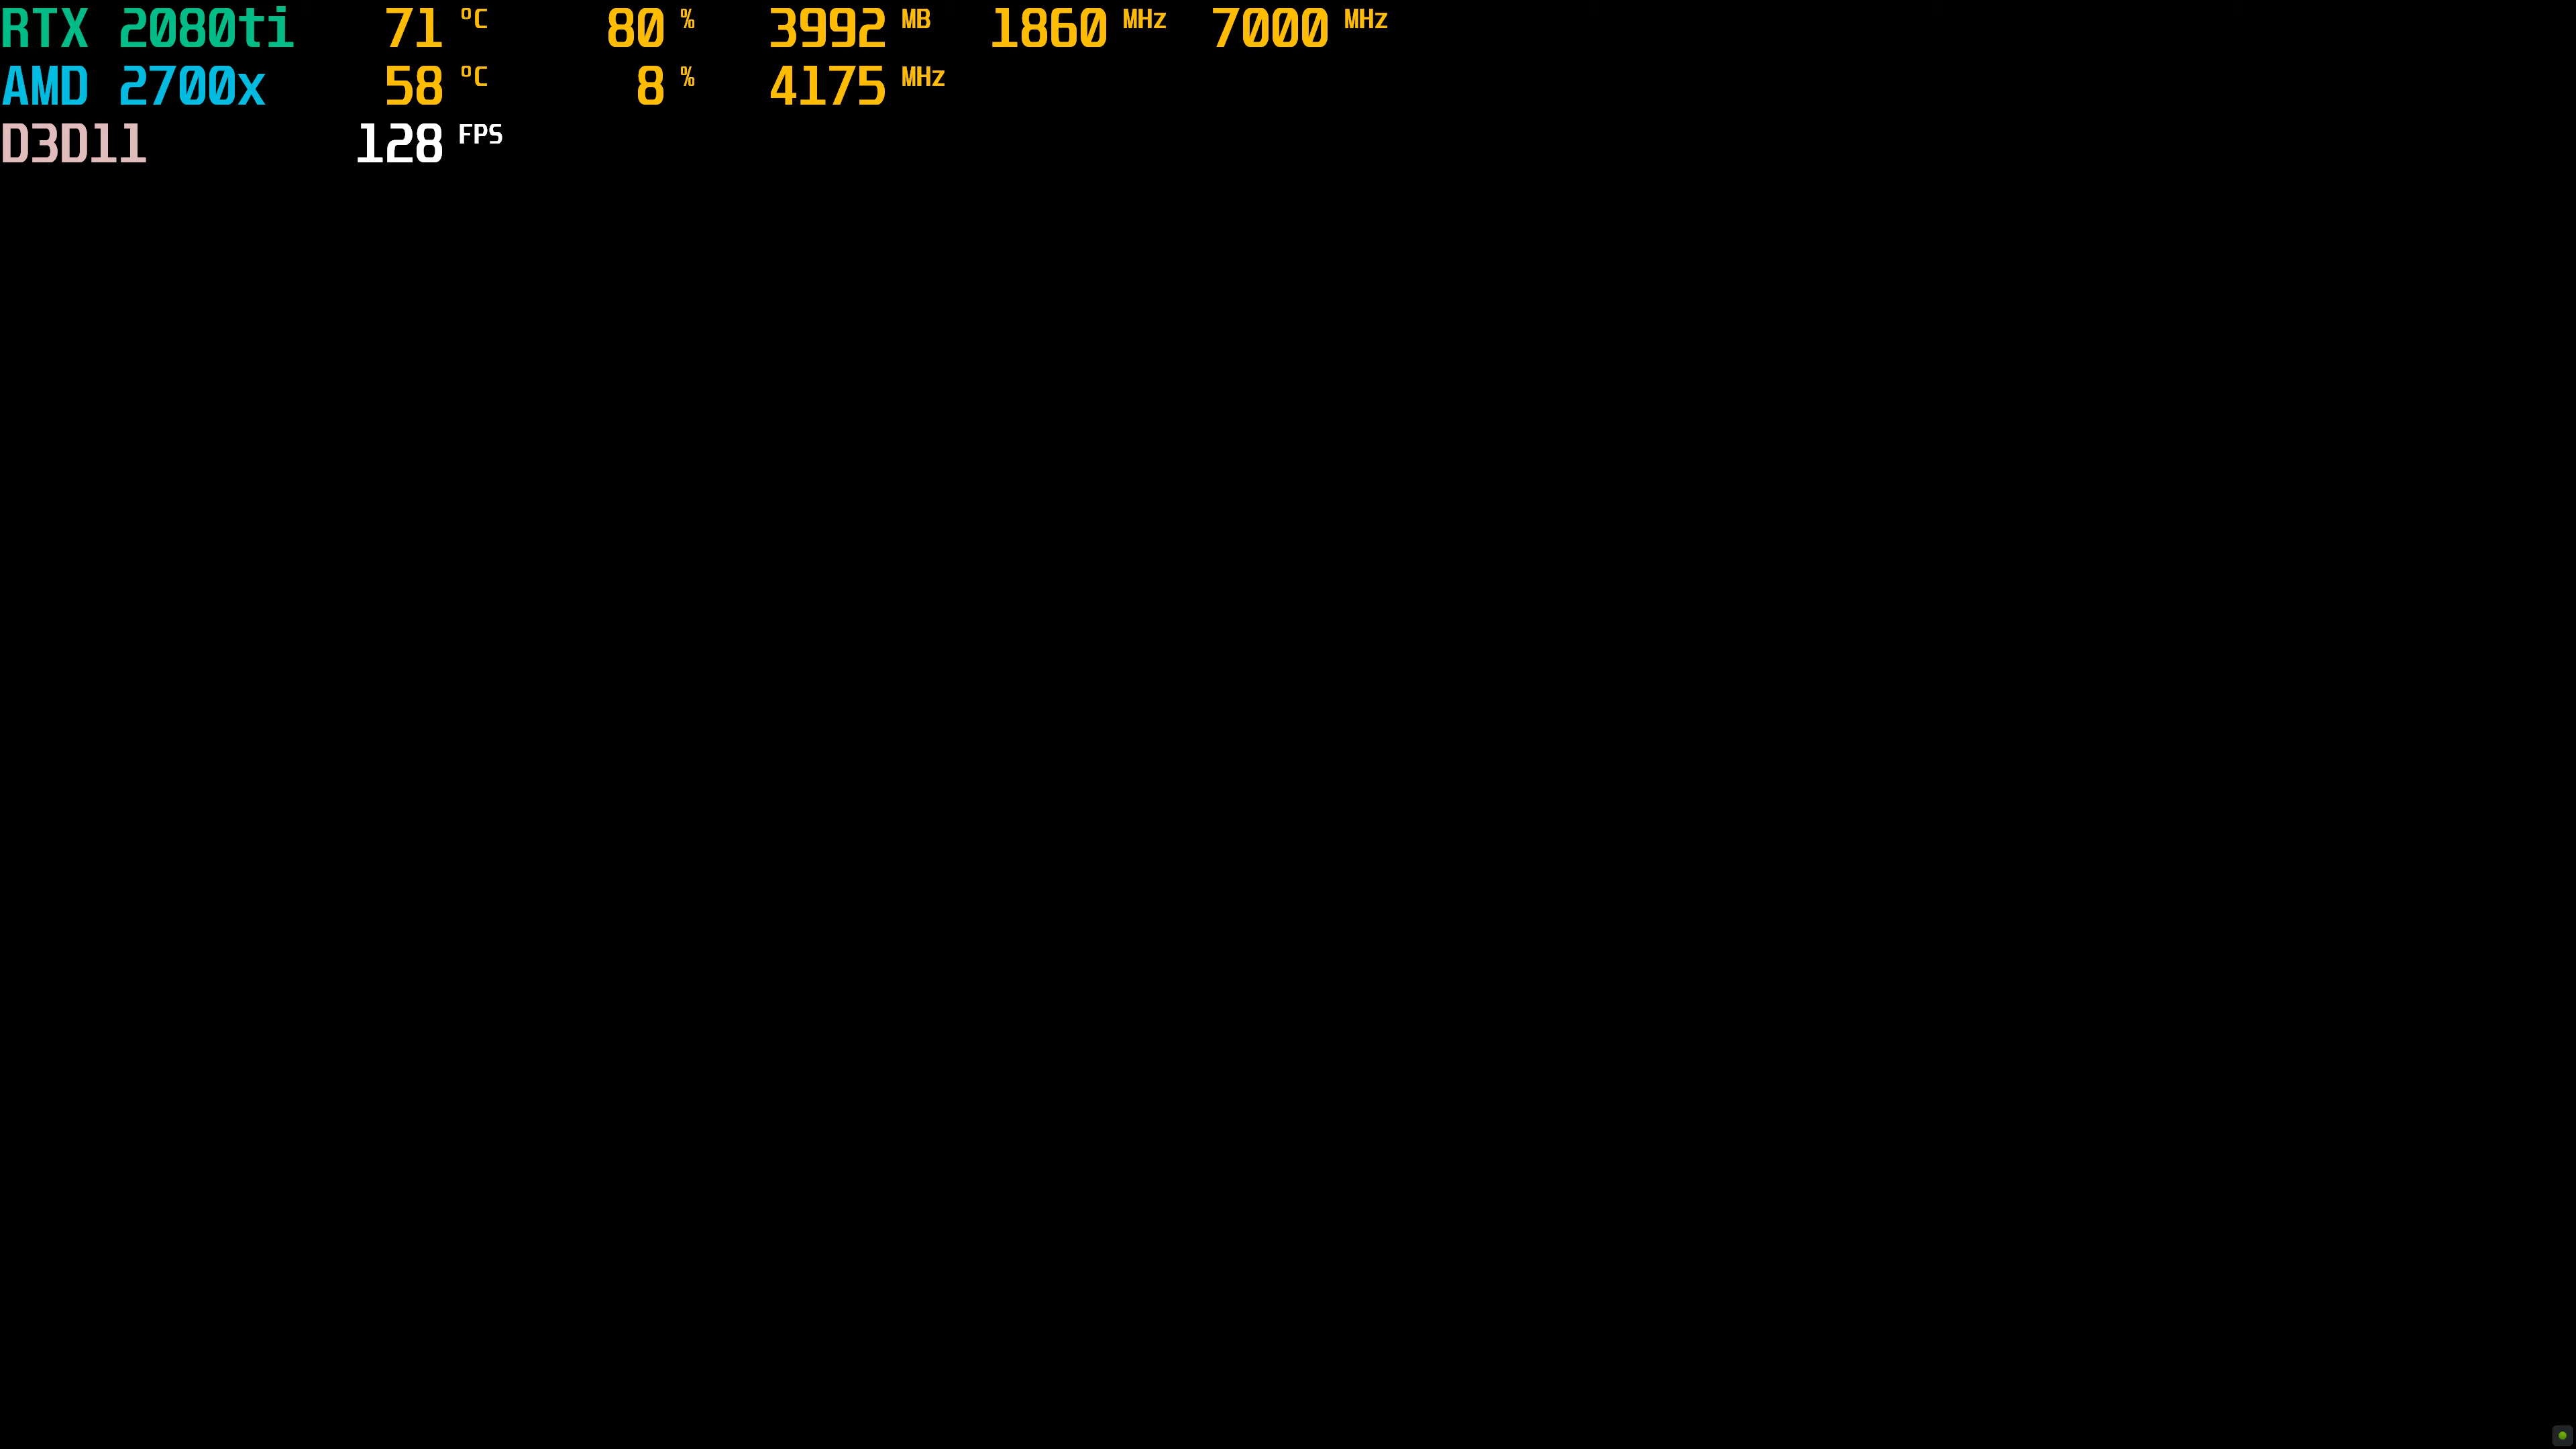 RTX 2080ti 71 °C 80 % 3992 MB 1860 MHz 7000 MHz
AMD 2700x 58 °C 8 % 4175 MHz
D3D11 128 FPS